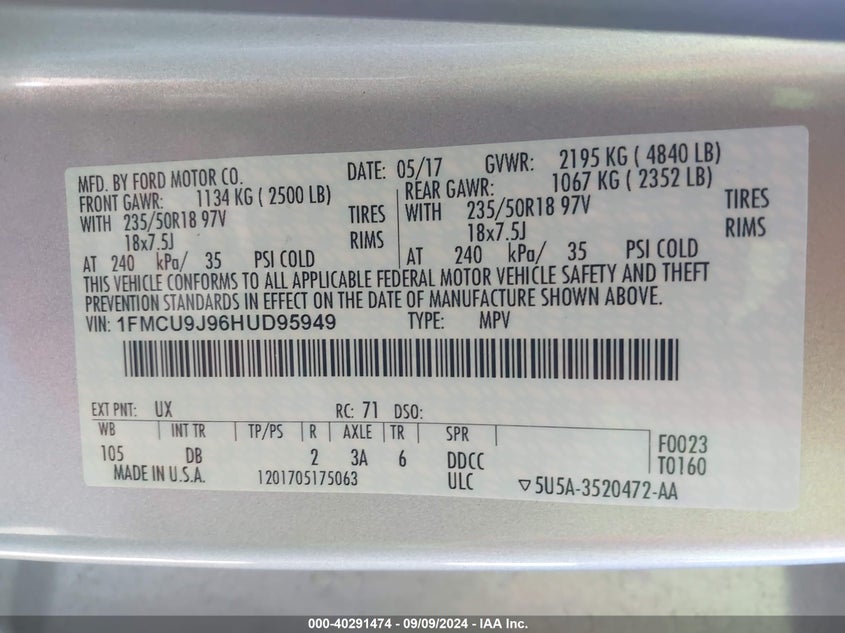 MFD. BY FORD MOTOR CO. DATE: 05/17 GVWR: 2195 KG ( 4840 LB)
FRONT GAWR: 1134 KG ( 2500 LB) REAR GAWR: 1067 KG ( 2352 LB)
WITH 235/50R18 97V TIRES WITH 235/50R18 97V TIRES
18x7.5J RIMS 18x7.5J RIMS
AT 240 kPa/ 35 PSI COLD AT 240 kPa/ 35 PSI COLD
THIS VEHICLE CONFORMS TO ALL APPLICABLE FEDERAL MOTOR VEHICLE SAFETY AND THEFT
PREVENTION STANDARDS IN EFFECT ON THE DATE OF MANUFACTURE SHOWN ABOVE.
VIN: 1FMCU9J96HUD95949 TYPE: MPV
EXT PNT: UX RC: 71 DSO:
WB INT TR TP/PS R AXLE TR SPR F0023
105 DB 2 3A 6 DDCC T0160
MADE IN U.S.A. 1201705175063 ULC ▽5U5A-3520472-AA
000-40291474 - 09/09/2024 - IAA Inc.